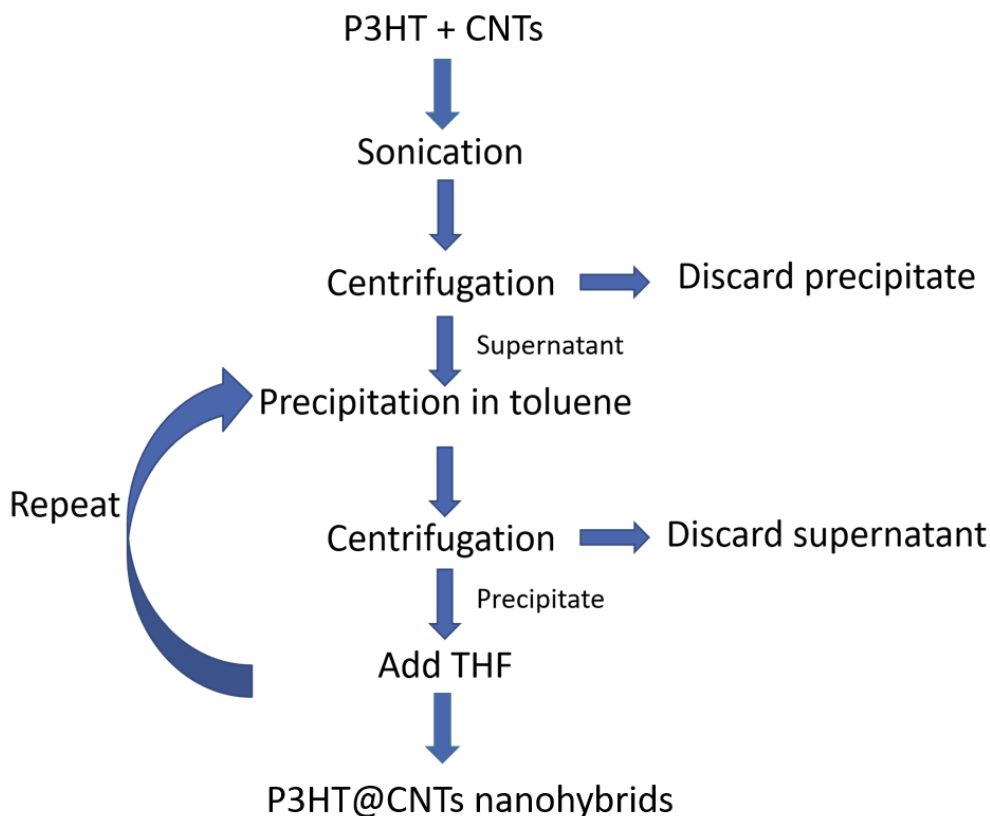 P3HT + CNTs
Sonication
Centrifugation
Discard precipitate
Supernatant
Precipitation in toluene
Repeat
Centrifugation
Discard supernatant
Precipitate
Add THF
P3HT@CNTs nanohybrids